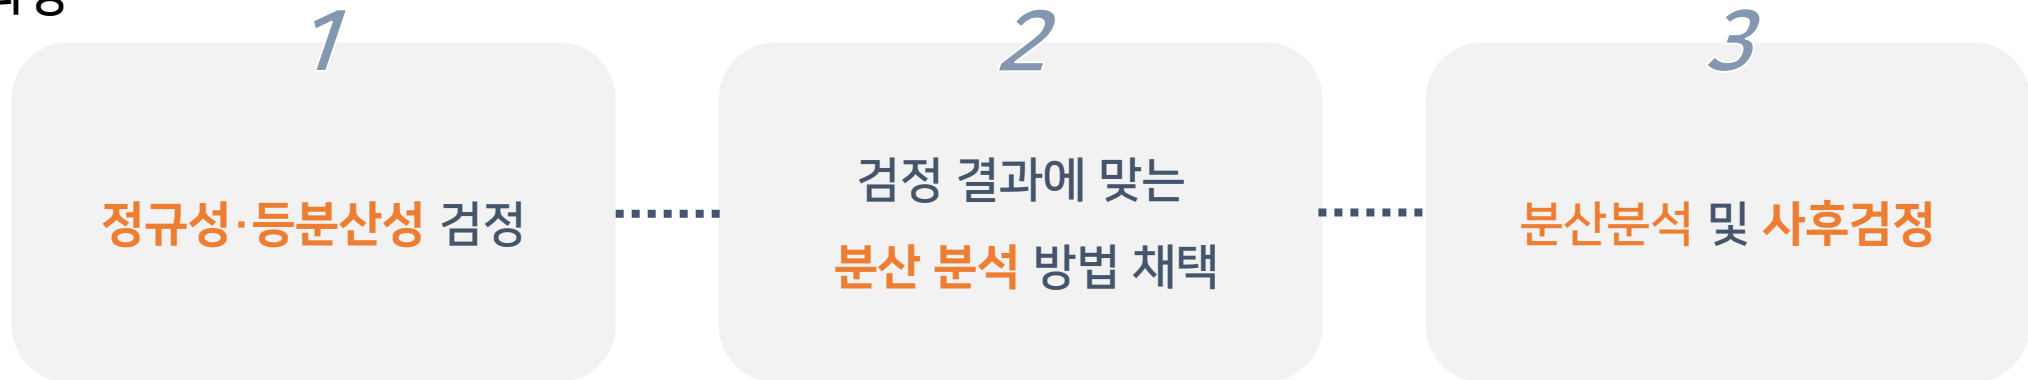 1
정규성·등분산성 검정
2
검정 결과에 맞는
분산 분석 방법 채택
3
분산분석 및 사후검정